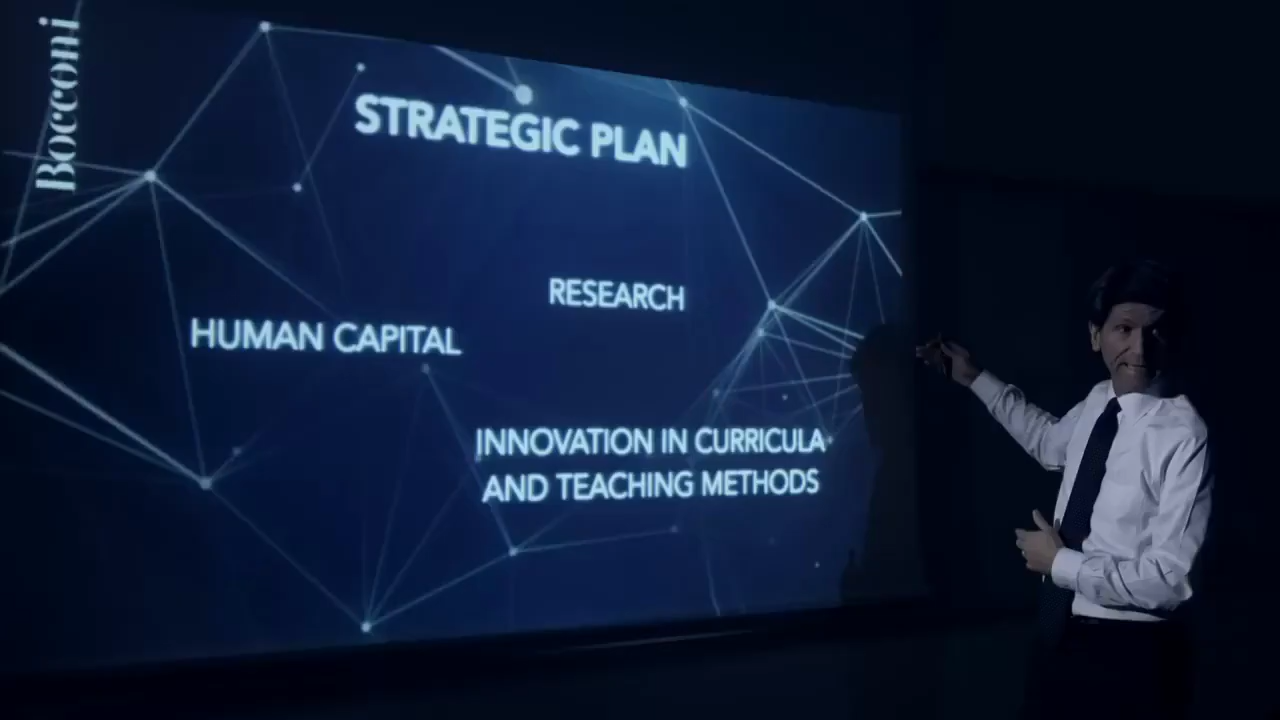 Bocconi
STRATEGIC PLAN
RESEARCH
HUMAN CAPITAL
INNOVATION IN CURRICULA
AND TEACHING METHODS